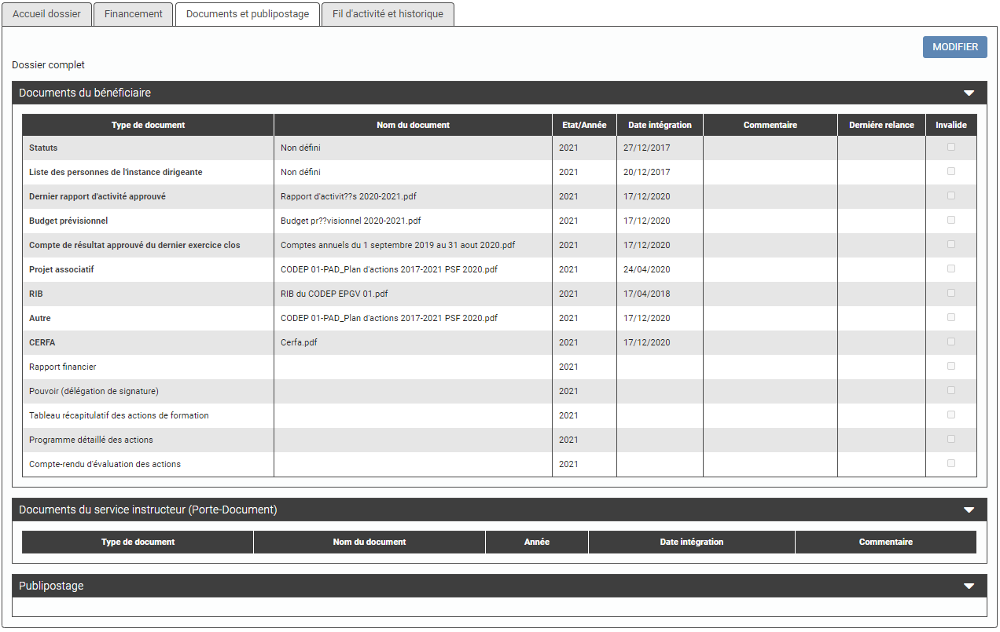 Accueil dossier Financement Documents et publipostage Fil d'activité et historique
MODIFIER
Dossier complet
Documents du bénéficiaire
Type de document Nom du document Etat/Année Date intégration Commentaire Derniére relance Invalide
Statuts Non défini 2021 27/12/2017
Liste des personnes de l'instance dirigeante Non défini 2021 20/12/2017
Dernier rapport d'activité approuvé Rapport d'activit??s 2020-2021.pdf 2021 17/12/2020
Budget prévisionnel Budget pr??visionnel 2020-2021.pdf 2021 17/12/2020
Compte de résultat approuvé du dernier exercice clos Comptes annuels du 1 septembre 2019 au 31 aout 2020.pdf 2021 17/12/2020
Projet associatif CODEP 01-PAD_Plan d'actions 2017-2021 PSF 2020.pdf 2021 24/04/2020
RIB RIB du CODEP EPGV 01.pdf 2021 17/04/2018
Autre CODEP 01-PAD_Plan d'actions 2017-2021 PSF 2020.pdf 2021 17/12/2020
CERFA Cerfa.pdf 2021 17/12/2020
Rapport financier 2021
Pouvoir (délégation de signature) 2021
Tableau récapitulatif des actions de formation 2021
Programme détaillé des actions 2021
Compte-rendu d'évaluation des actions 2021
Documents du service instructeur (Porte-Document)
Type de document Nom du document Année Date intégration Commentaire
Publipostage